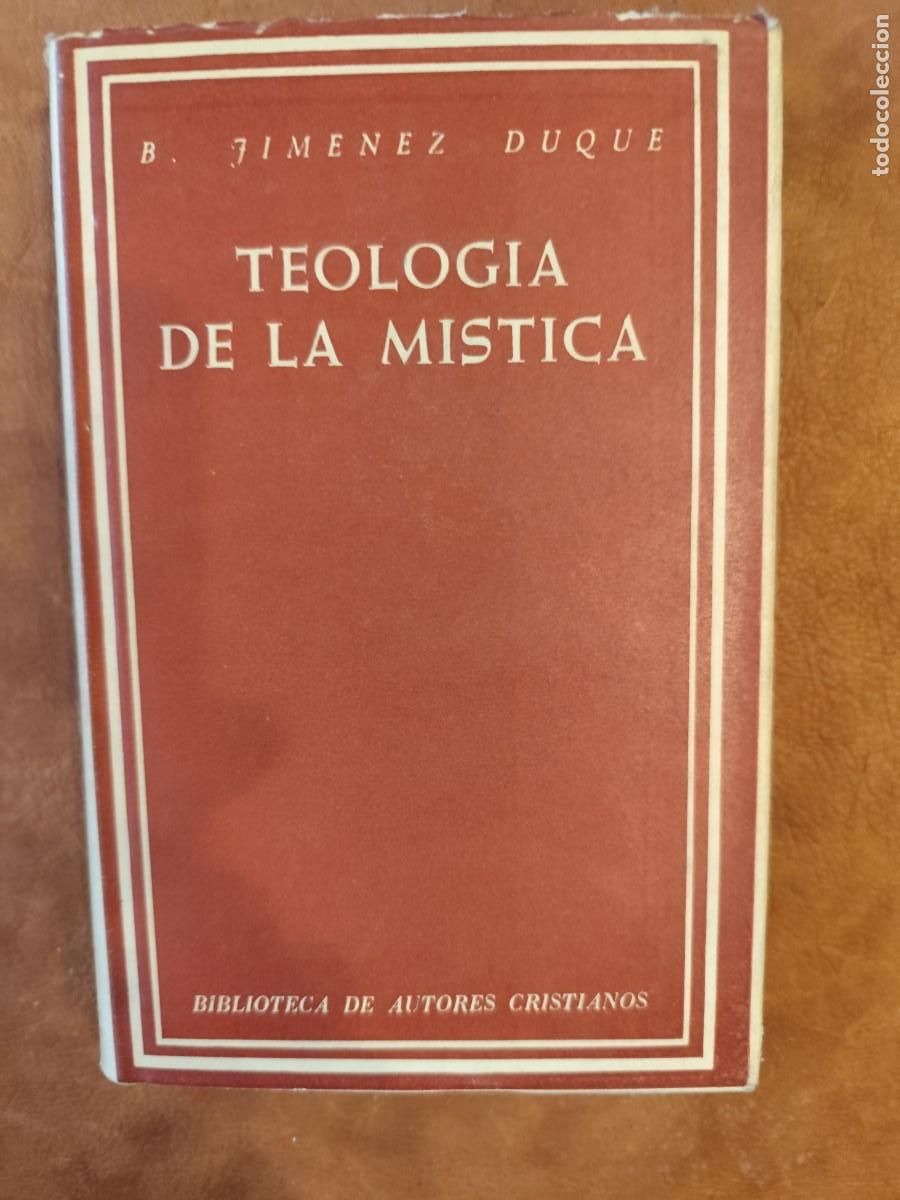 B. JIMENEZ DUQUE
TEOLOGIA
DE LA MISTICA
BIBLIOTECA DE AUTORES CRISTIANOS
todocoleccion